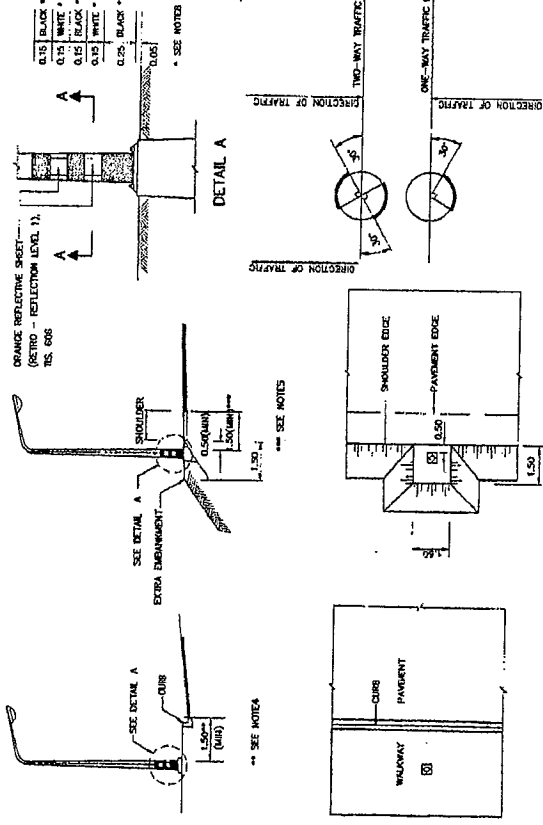 ORANGE REFLECTIVE SHEET
(RETRO - REFLECTION LEVEL 1),
TIS. 606
A
A
0.15 BLACK *
0.15 WHITE *
0.15 BLACK *
0.15 WHITE *
0.25 BLACK *
0.05
* SEE NOTE8
DETAIL A
SEE DETAIL A
CURB
1.50**
(MIN)
** SEE NOTE4
SEE DETAIL A
EXTRA EMBANKMENT
SHOULDER
0.50(MIN)
1.50(MIN)***
1.50
*** SEE NOTE5
WALKWAY
CURB
PAVEMENT
SHOULDER EDGE
PAVEMENT EDGE
0.50
1.50
1.50
DIRECTION OF TRAFFIC
DIRECTION OF TRAFFIC
TWO-WAY TRAFFIC
30°
30°
DIRECTION OF TRAFFIC
ONE-WAY TRAFFIC
30°